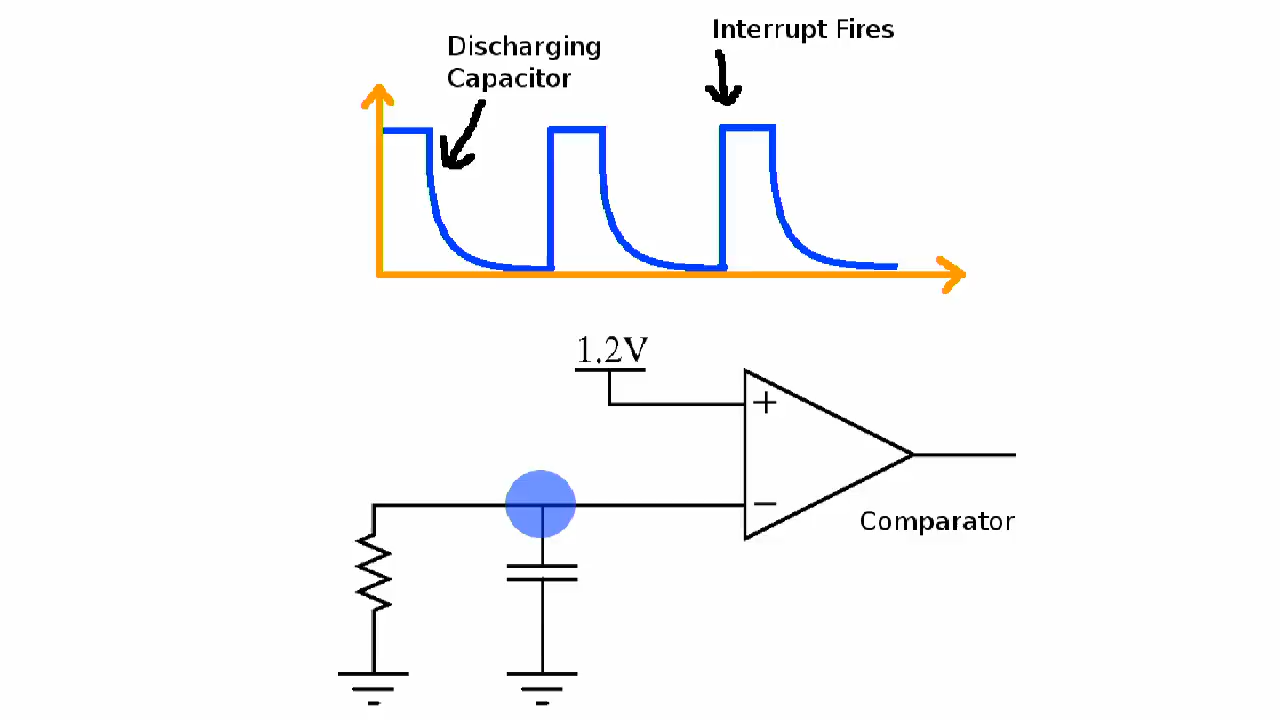 Interrupt Fires
Discharging
Capacitor
1.2V
+
−
Comparator